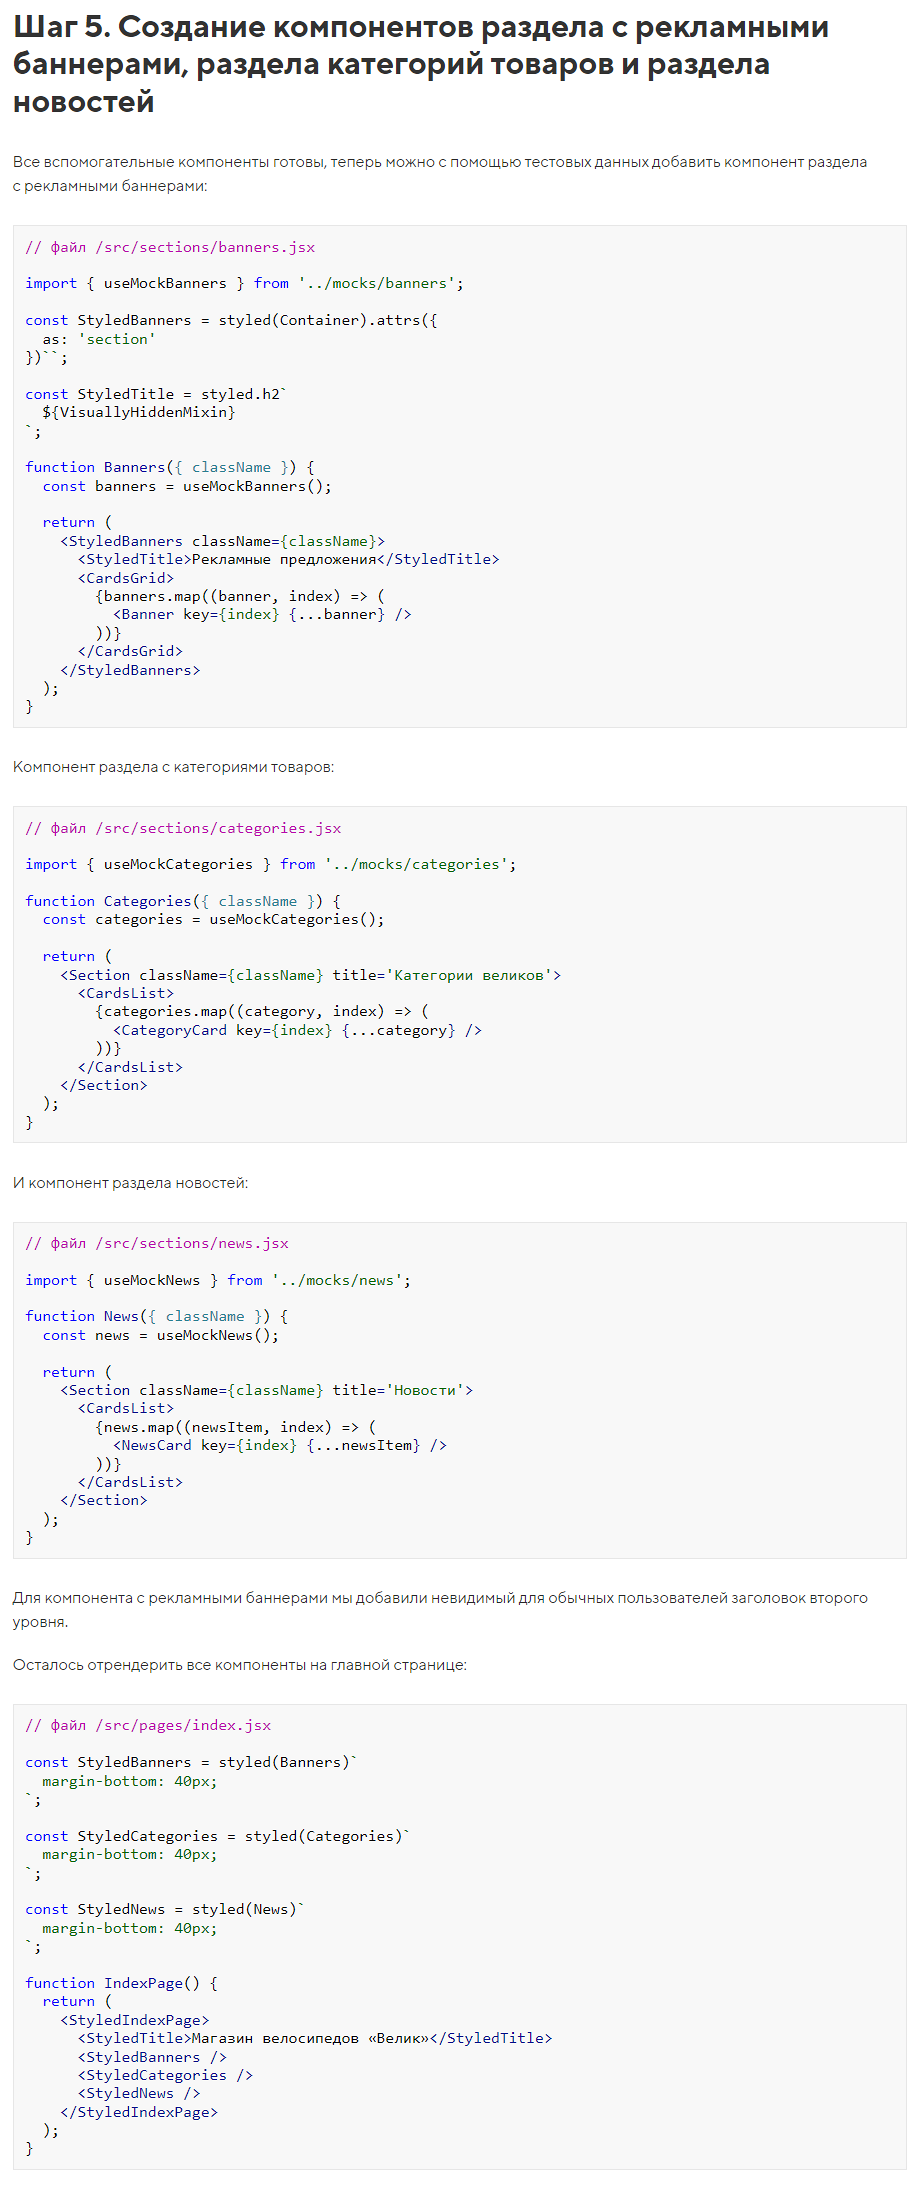 Шаг 5. Создание компонентов раздела с рекламными
баннерами, раздела категорий товаров и раздела
новостей
Все вспомогательные компоненты готовы, теперь можно с помощью тестовых данных добавить компонент раздела
с рекламными баннерами:
// файл /src/sections/banners.jsx
import { useMockBanners } from '../mocks/banners';
const StyledBanners = styled(Container).attrs({
  as: 'section'
})``;
const StyledTitle = styled.h2`
  ${VisuallyHiddenMixin}
`;
function Banners({ className }) {
  const banners = useMockBanners();
  return (
    <StyledBanners className={className}>
      <StyledTitle>Рекламные предложения</StyledTitle>
      <CardsGrid>
        {banners.map((banner, index) => (
          <Banner key={index} {...banner} />
        ))}
      </CardsGrid>
    </StyledBanners>
  );
}
Компонент раздела с категориями товаров:
// файл /src/sections/categories.jsx
import { useMockCategories } from '../mocks/categories';
function Categories({ className }) {
  const categories = useMockCategories();
  return (
    <Section className={className} title='Категории великов'>
      <CardsList>
        {categories.map((category, index) => (
          <CategoryCard key={index} {...category} />
        ))}
      </CardsList>
    </Section>
  );
}
И компонент раздела новостей:
// файл /src/sections/news.jsx
import { useMockNews } from '../mocks/news';
function News({ className }) {
  const news = useMockNews();
  return (
    <Section className={className} title='Новости'>
      <CardsList>
        {news.map((newsItem, index) => (
          <NewsCard key={index} {...newsItem} />
        ))}
      </CardsList>
    </Section>
  );
}
Для компонента с рекламными баннерами мы добавили невидимый для обычных пользователей заголовок второго
уровня.
Осталось отрендерить все компоненты на главной странице:
// файл /src/pages/index.jsx
const StyledBanners = styled(Banners)`
  margin-bottom: 40px;
`;
const StyledCategories = styled(Categories)`
  margin-bottom: 40px;
`;
const StyledNews = styled(News)`
  margin-bottom: 40px;
`;
function IndexPage() {
  return (
    <StyledIndexPage>
      <StyledTitle>Магазин велосипедов «Велик»</StyledTitle>
      <StyledBanners />
      <StyledCategories />
      <StyledNews />
    </StyledIndexPage>
  );
}